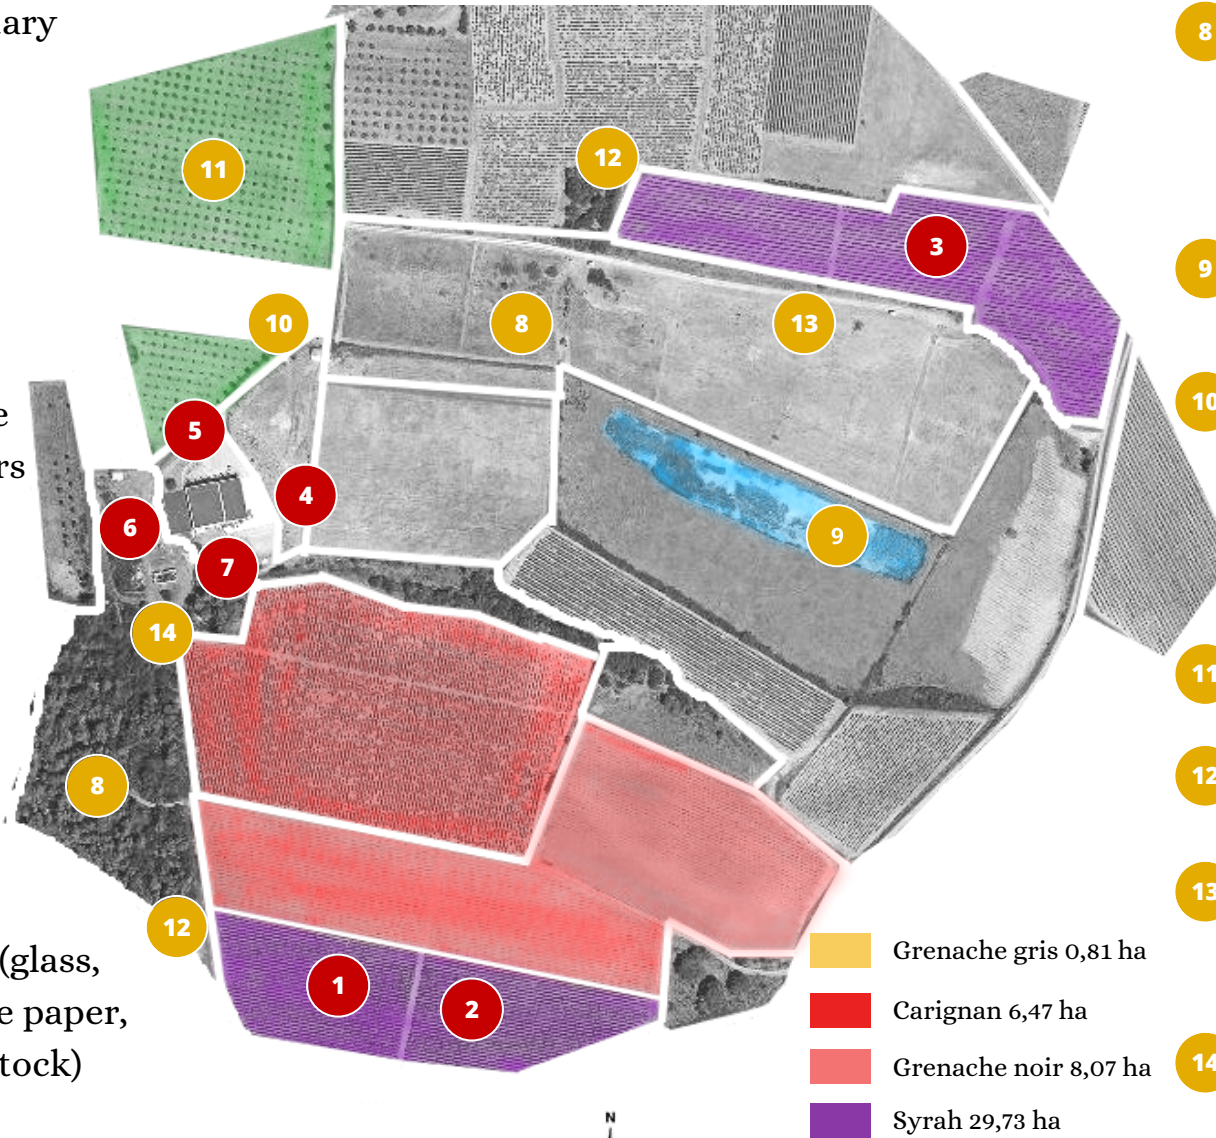 ary
8
11
12
3
9
10
8
13
10
e
5
rs
4
6
9
7
14
11
12
8
13
12
(glass,
Grenache gris 0,81 ha
1
2
e paper,
Carignan 6,47 ha
tock)
Grenache noir 8,07 ha
14
Syrah 29,73 ha
N